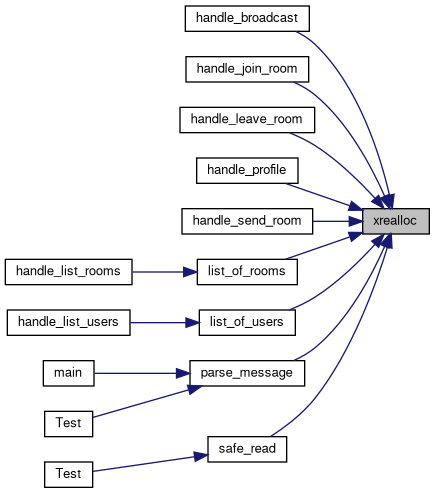 handle_broadcast
handle_join_room
handle_leave_room
handle_profile
xrealloc
handle_send_room
handle_list_rooms
list_of_rooms
handle_list_users
list_of_users
main
parse_message
Test
safe_read
Test